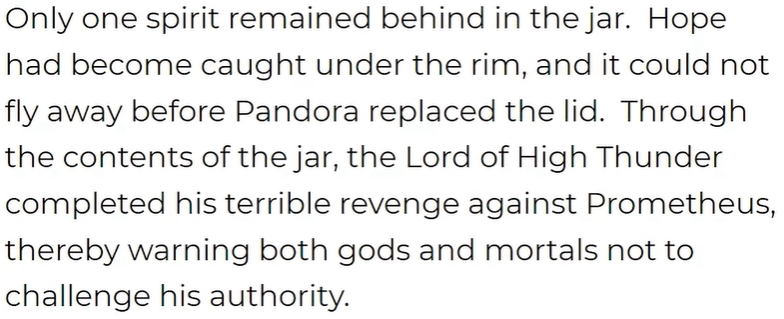 Only one spirit remained behind in the jar.  Hope
had become caught under the rim, and it could not
fly away before Pandora replaced the lid.  Through
the contents of the jar, the Lord of High Thunder
completed his terrible revenge against Prometheus,
thereby warning both gods and mortals not to
challenge his authority.